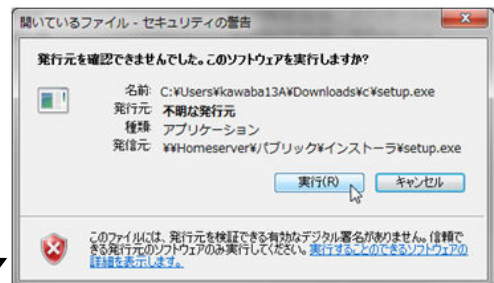 開いているファイル - セキュリティの警告
発行元を確認できませんでした。このソフトウェアを実行しますか?
名前: C:¥Users¥kawaba13A¥Downloads¥c¥setup.exe
発行元: 不明な発行元
種類: アプリケーション
発信元: ¥¥Homeserver¥パブリック¥インストーラ¥setup.exe
実行(R) キャンセル
このファイルには、発行元を検証できる有効なデジタル署名がありません。信頼で
きる発行元のソフトウェアのみ実行してください。実行することのできるソフトウェアの
詳細を表示します。